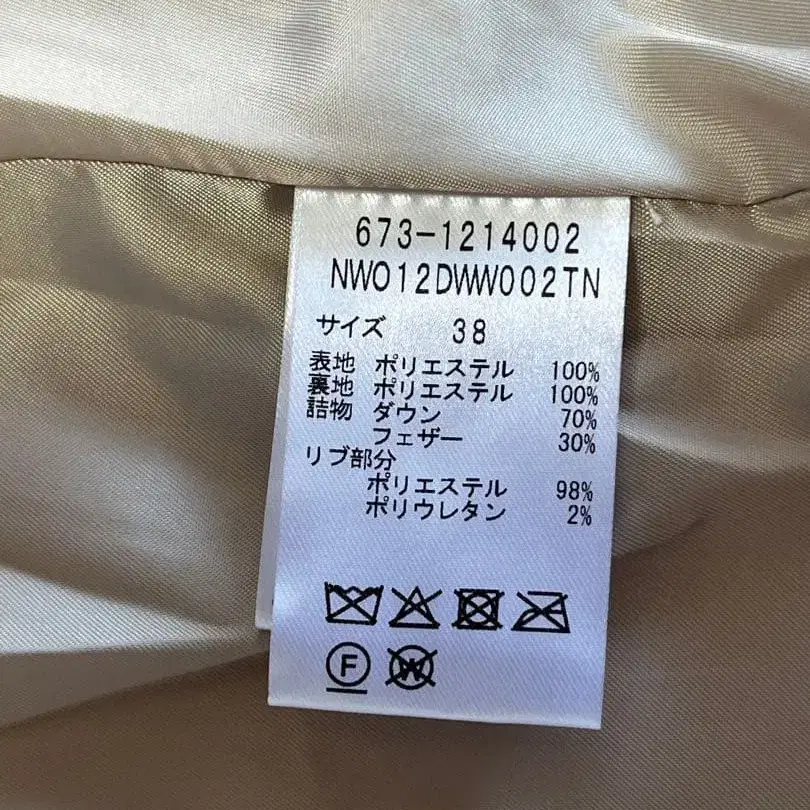 673-1214002
NW012DWW002TN
サイズ 38
表地 ポリエステル 100%
裏地 ポリエステル 100%
詰物 ダウン 70%
フェザー 30%
リブ部分
ポリエステル 98%
ポリウレタン 2%
F W